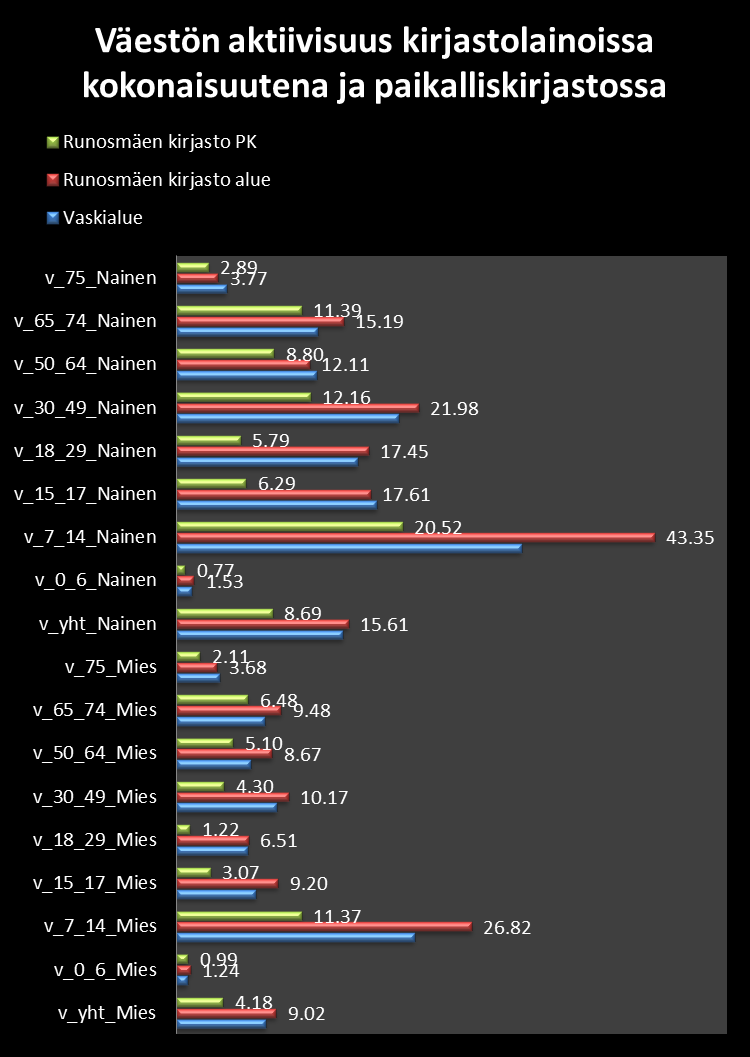 Väestön aktiivisuus kirjastolainoissa
kokonaisuutena ja paikalliskirjastossa
Runosmäen kirjasto PK
Runosmäen kirjasto alue
Vaskialue
v_75_Nainen 2.89 3.77
v_65_74_Nainen 11.39 15.19
v_50_64_Nainen 8.80 12.11
v_30_49_Nainen 12.16 21.98
v_18_29_Nainen 5.79 17.45
v_15_17_Nainen 6.29 17.61
v_7_14_Nainen 20.52 43.35
v_0_6_Nainen 0.77 1.53
v_yht_Nainen 8.69 15.61
v_75_Mies 2.11 3.68
v_65_74_Mies 6.48 9.48
v_50_64_Mies 5.10 8.67
v_30_49_Mies 4.30 10.17
v_18_29_Mies 1.22 6.51
v_15_17_Mies 3.07 9.20
v_7_14_Mies 11.37 26.82
v_0_6_Mies 0.99 1.24
v_yht_Mies 4.18 9.02